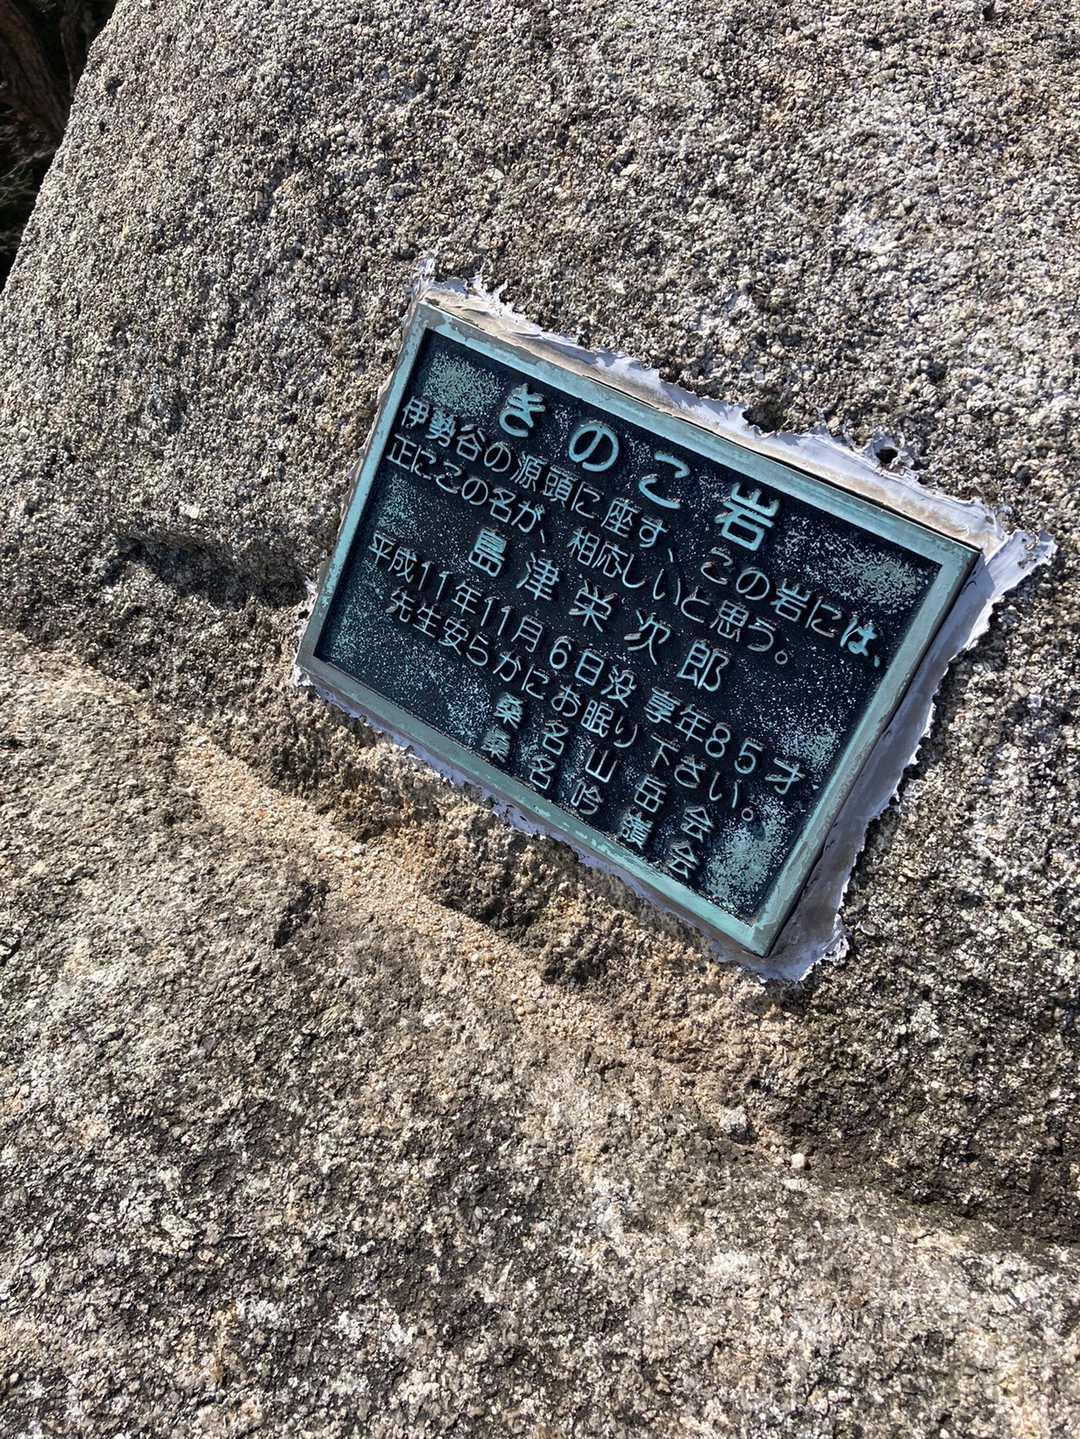 きのこ岩
伊勢谷の源頭に座す、この岩には、
正にこの名が、相応しいと思う。
島津栄次郎
平成11年11月6日没 享年85才
先生安らかにお眠り下さい。
桑名山岳会
桑名吟鏑会